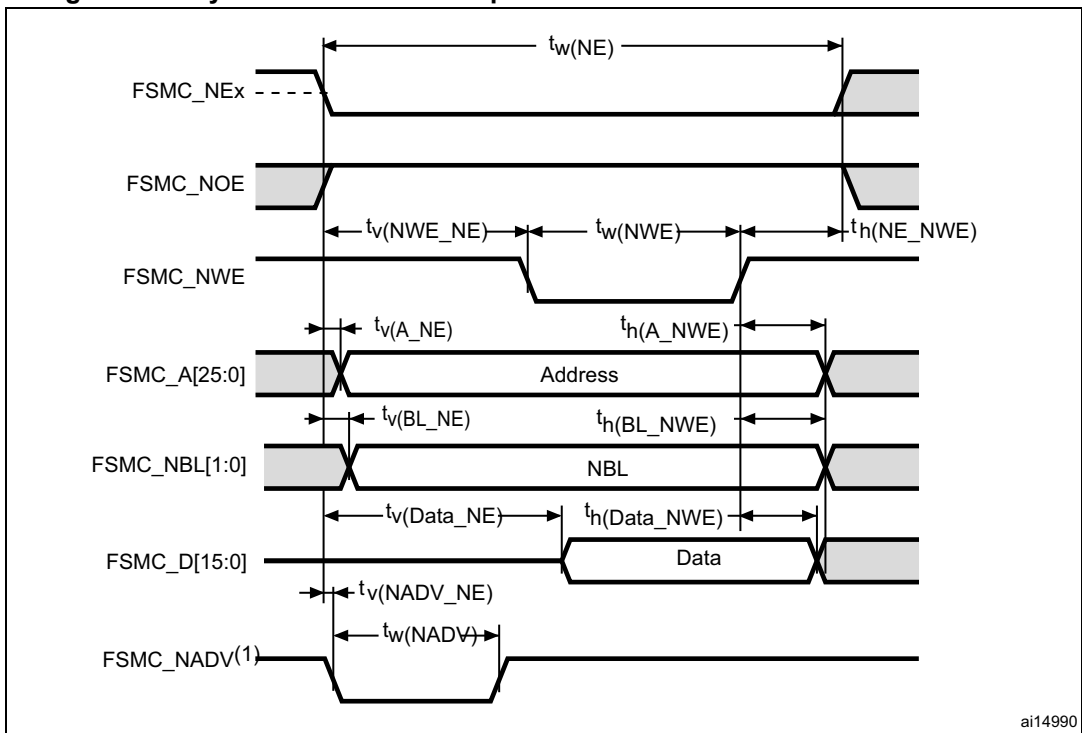 tw(NE)
FSMC_NEx
FSMC_NOE
tv(NWE_NE) tw(NWE) th(NE_NWE)
FSMC_NWE
tv(A_NE) th(A_NWE)
FSMC_A[25:0] Address
tv(BL_NE) th(BL_NWE)
FSMC_NBL[1:0] NBL
tv(Data_NE) th(Data_NWE)
FSMC_D[15:0] Data
tv(NADV_NE)
tw(NADV)
FSMC_NADV(1)
ai14990